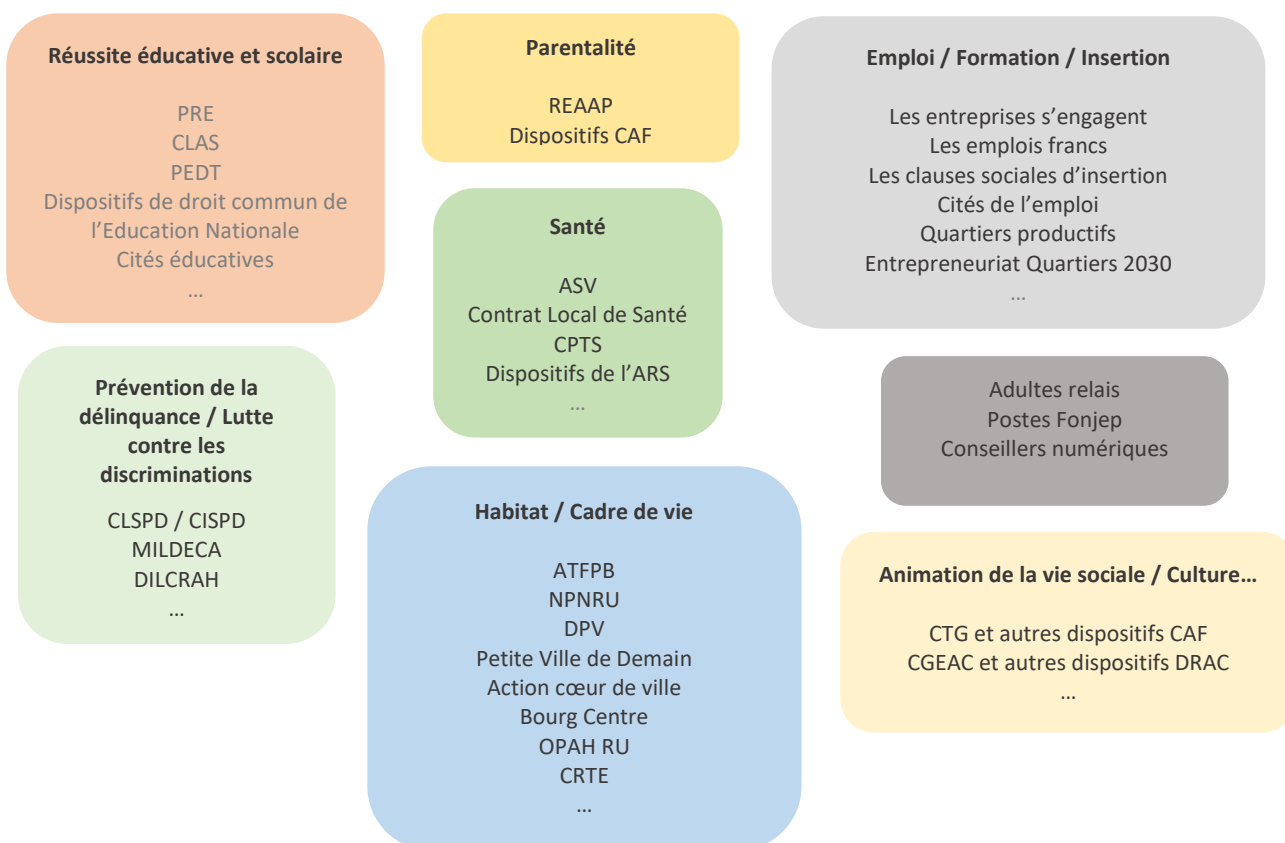 Réussite éducative et scolaire
PRE
CLAS
PEDT
Dispositifs de droit commun de
l’Education Nationale
Cités éducatives
...
Parentalité
REAAP
Dispositifs CAF
Emploi / Formation / Insertion
Les entreprises s’engagent
Les emplois francs
Les clauses sociales d’insertion
Cités de l’emploi
Quartiers productifs
Entrepreneuriat Quartiers 2030
...
Santé
ASV
Contrat Local de Santé
CPTS
Dispositifs de l’ARS
...
Prévention de la
délinquance / Lutte
contre les
discriminations
CLSPD / CISPD
MILDECA
DILCRAH
...
Adultes relais
Postes Fonjep
Conseillers numériques
Habitat / Cadre de vie
ATFPB
NPNRU
DPV
Petite Ville de Demain
Action cœur de ville
Bourg Centre
OPAH RU
CRTE
...
Animation de la vie sociale / Culture...
CTG et autres dispositifs CAF
CGEAC et autres dispositifs DRAC
...